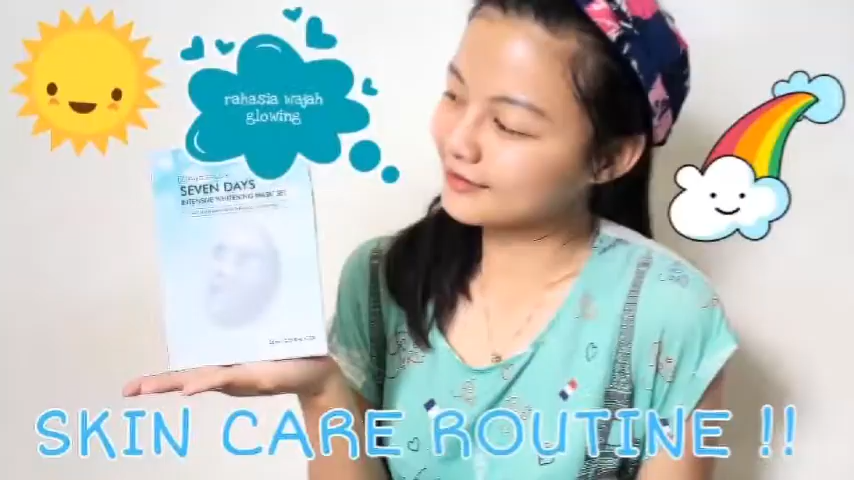 rahasia wajah
glowing
SEVEN DAYS
INTENSIVE WHITENING MASK SET
SKIN CARE ROUTINE !!